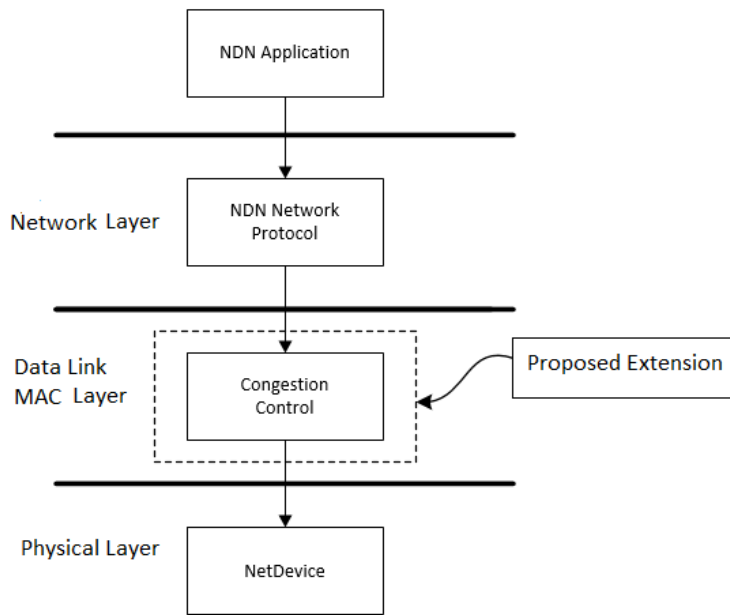 NDN Application
Network Layer
NDN Network
Protocol
Data Link
MAC Layer
Congestion
Control
Proposed Extension
Physical Layer
NetDevice